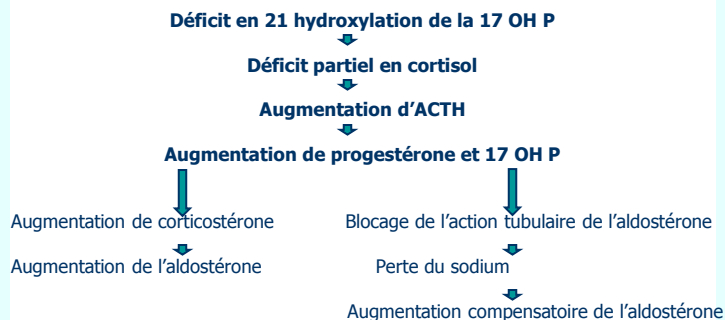 Déficit en 21 hydroxylation de la 17 OH P
Déficit partiel en cortisol
Augmentation d’ACTH
Augmentation de progestérone et 17 OH P
Augmentation de corticostérone
Blocage de l’action tubulaire de l’aldostérone
Augmentation de l’aldostérone
Perte du sodium
Augmentation compensatoire de l’aldostérone